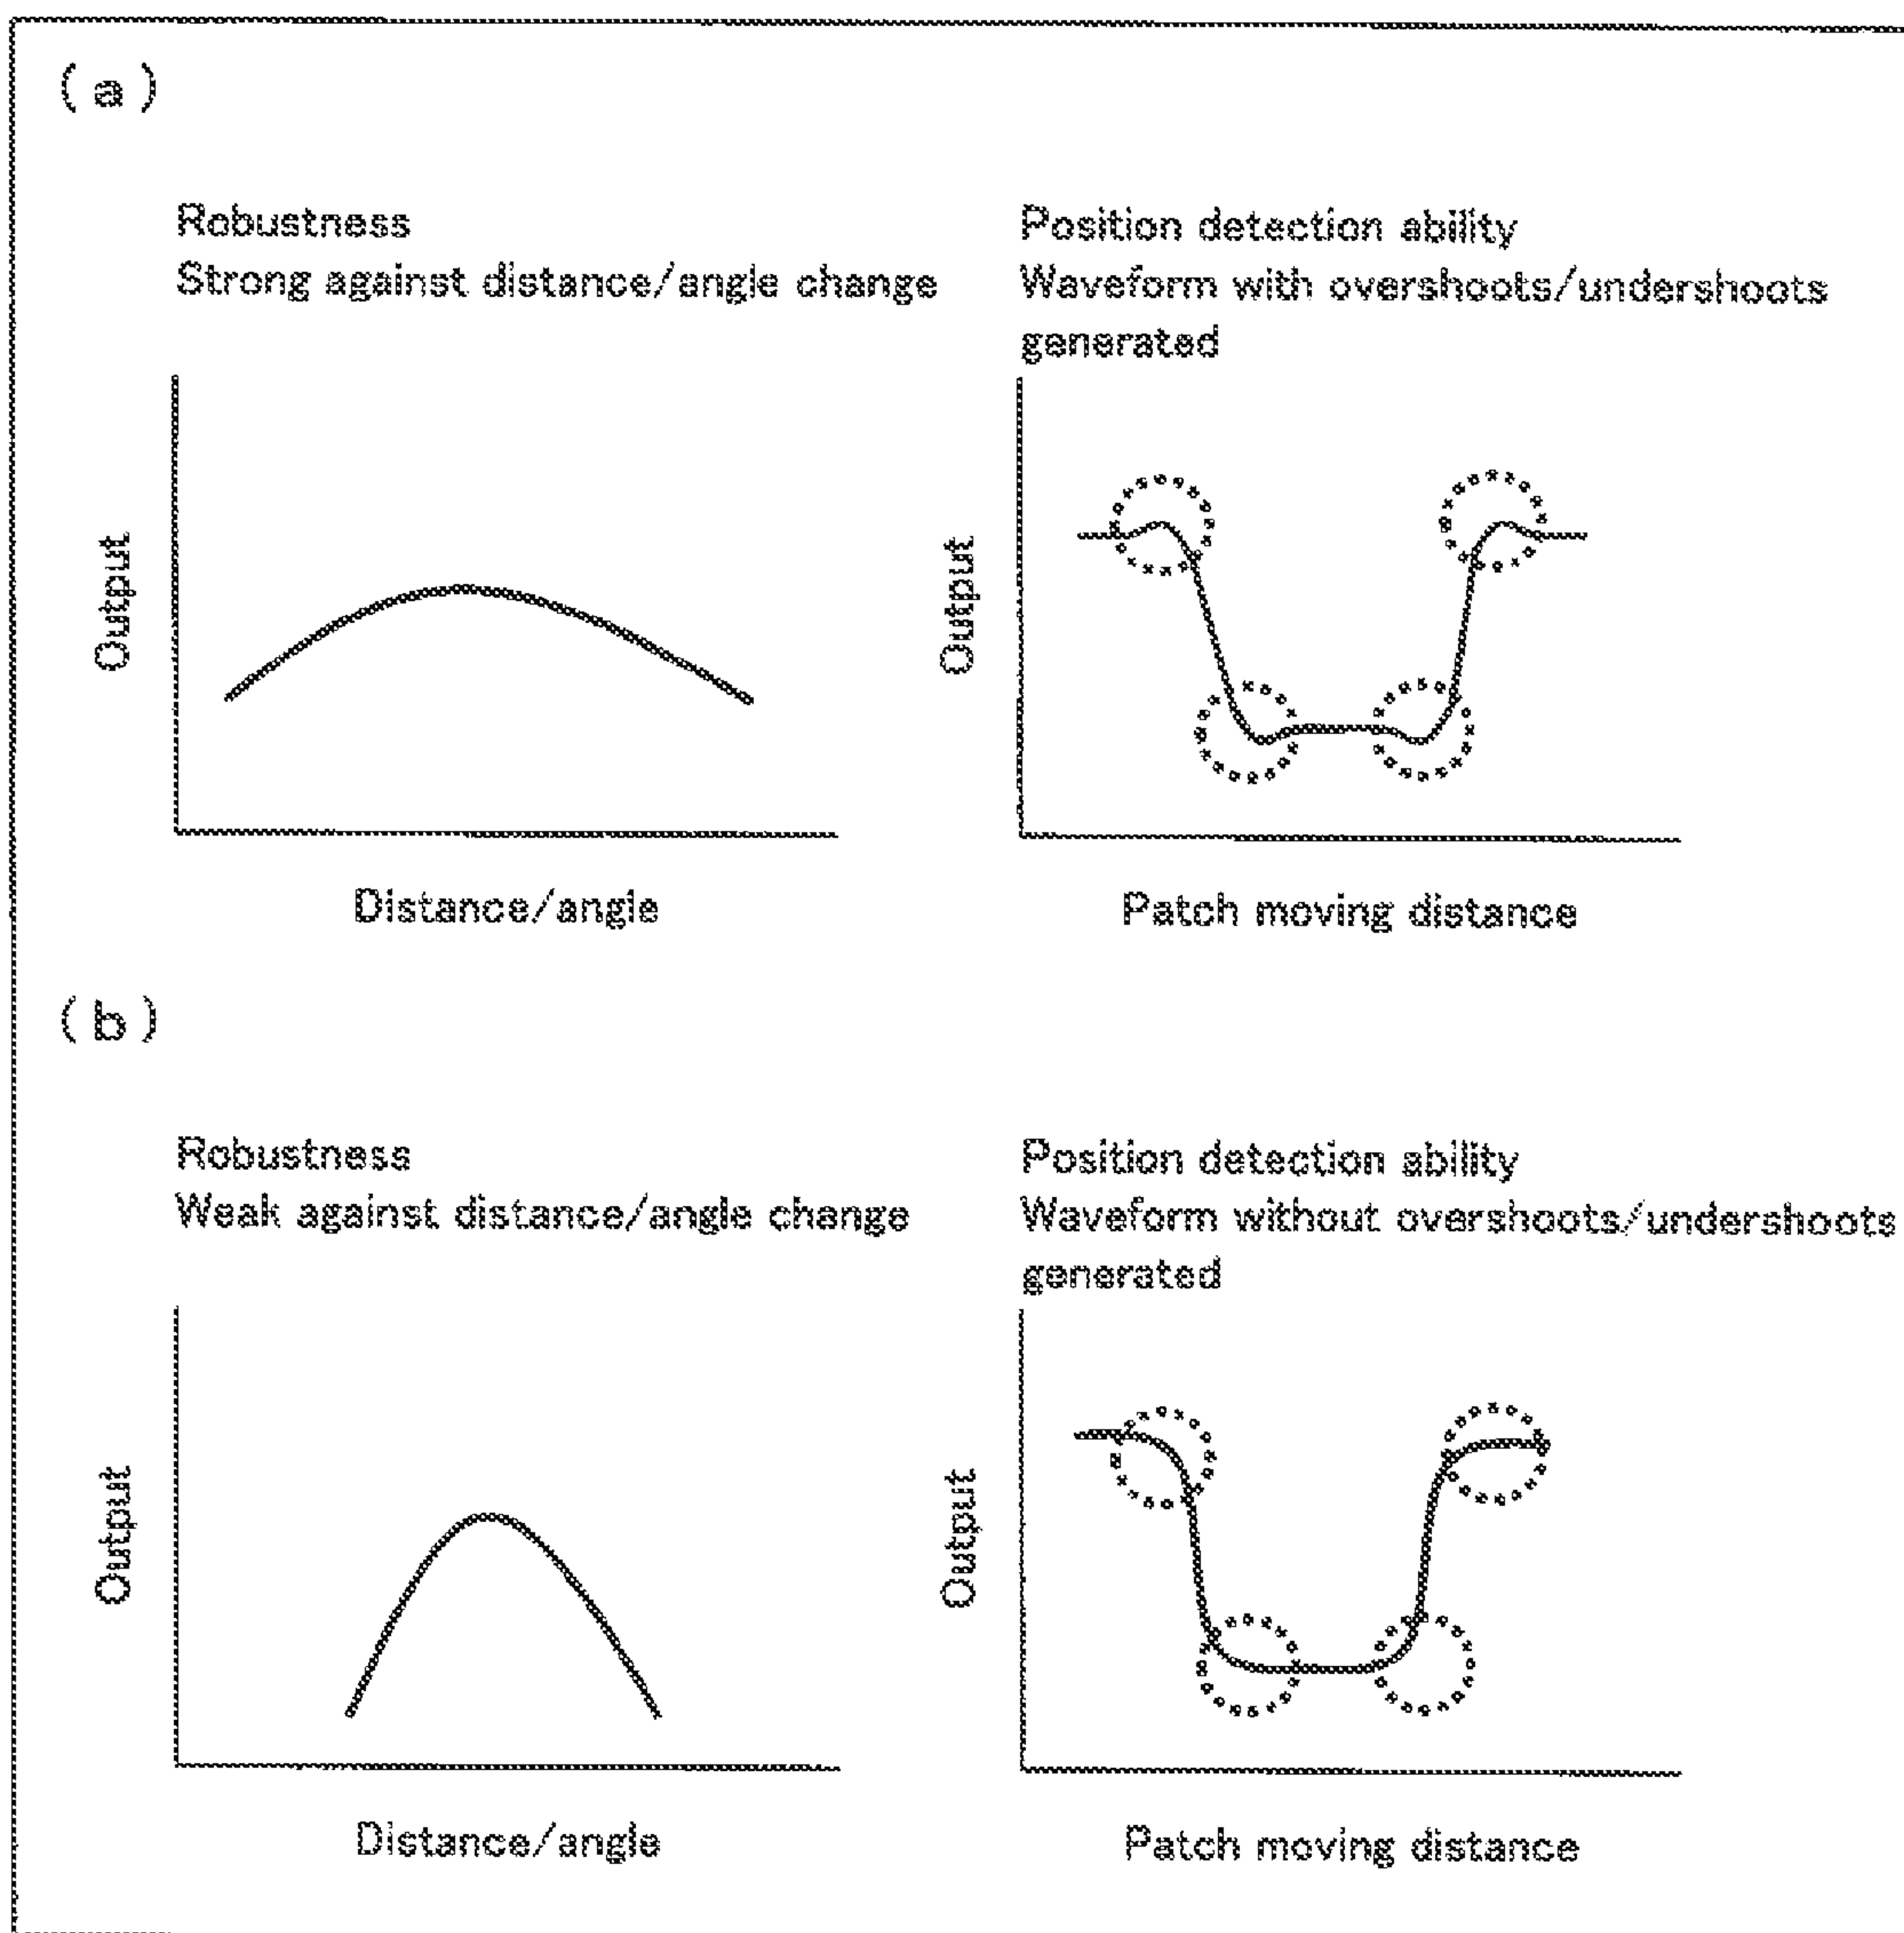 (a)
Robustness
Strong against distance/angle change
Output
Distance/angle
Position detection ability
Waveform with overshoots/undershoots
generated
Output
Patch moving distance
(b)
Robustness
Weak against distance/angle change
Output
Distance/angle
Position detection ability
Waveform without overshoots/undershoots
generated
Output
Patch moving distance